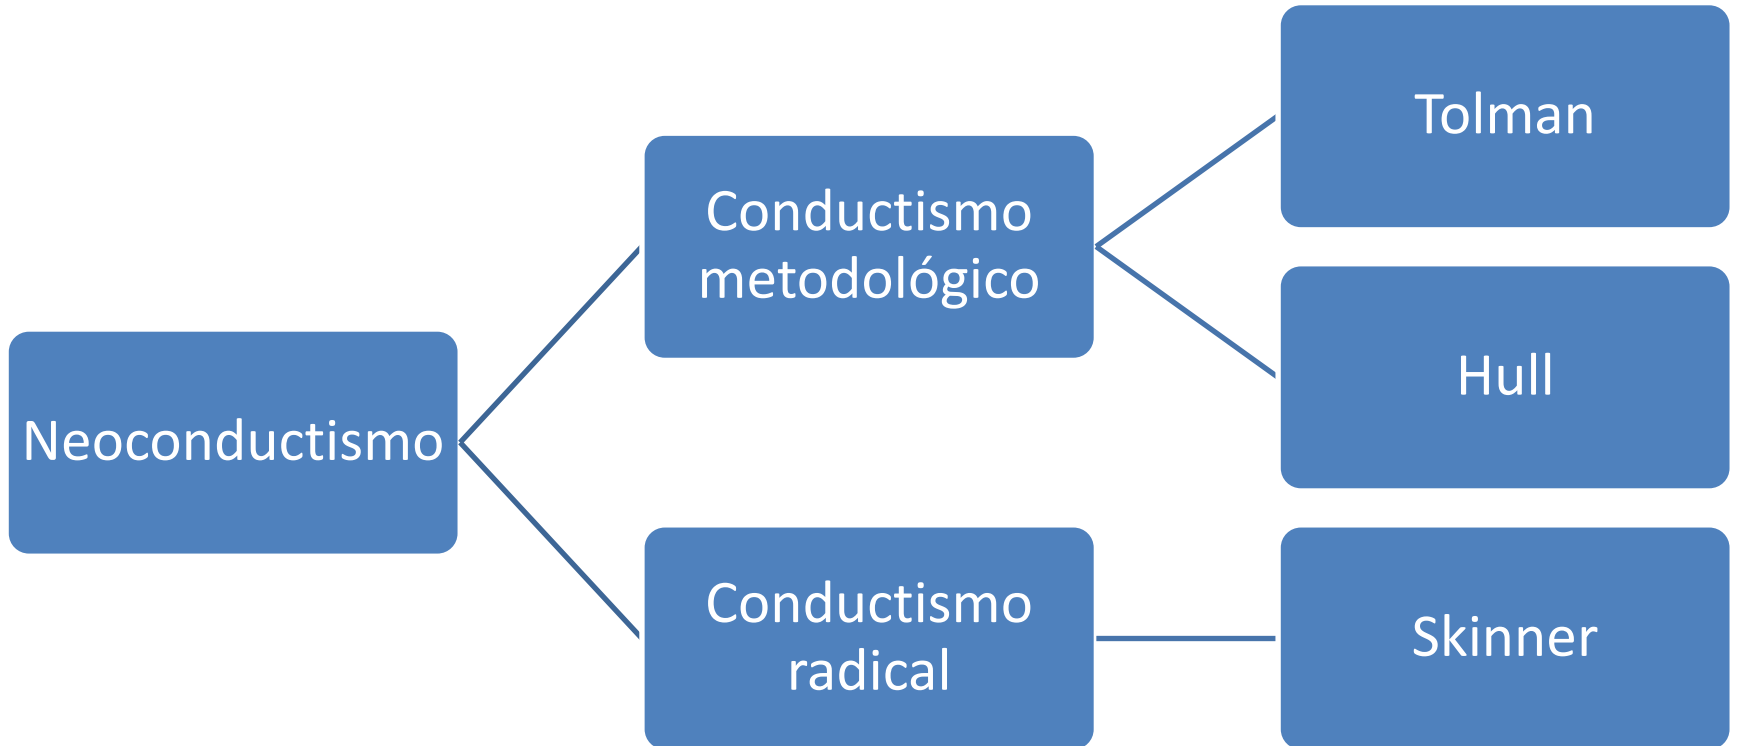 Neoconductismo
Conductismo
metodológico
Tolman
Hull
Conductismo
radical
Skinner